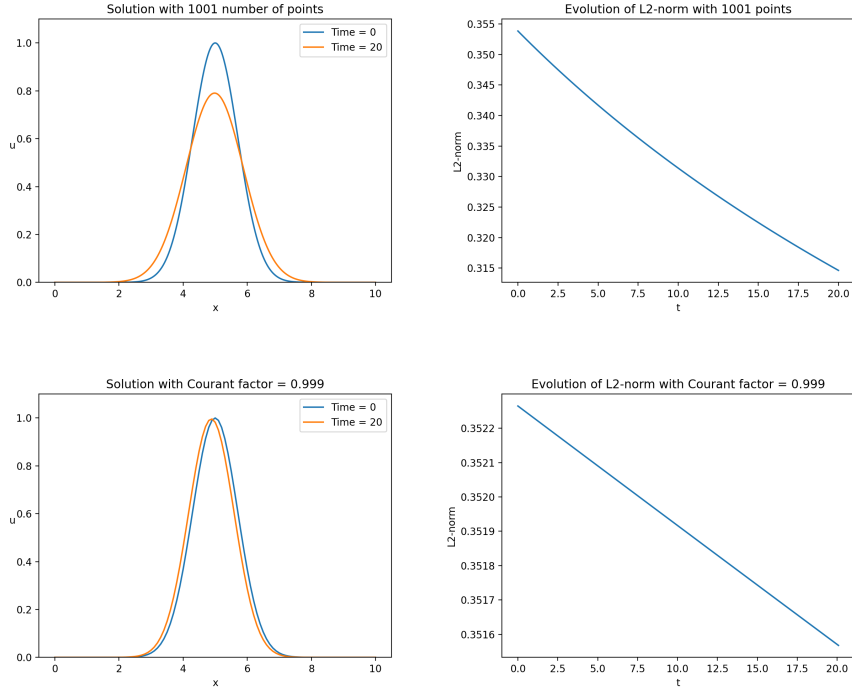 Solution with 1001 number of points
1.0
0.8
0.6
0.4
0.2
0.0
u
0 2 4 6 8 10
x
Time = 0
Time = 20
Evolution of L2-norm with 1001 points
0.355
0.350
0.345
0.340
0.335
0.330
0.325
0.320
0.315
L2-norm
0.0 2.5 5.0 7.5 10.0 12.5 15.0 17.5 20.0
t
Solution with Courant factor = 0.999
1.0
0.8
0.6
0.4
0.2
0.0
u
0 2 4 6 8 10
x
Time = 0
Time = 20
Evolution of L2-norm with Courant factor = 0.999
0.3522
0.3521
0.3520
0.3519
0.3518
0.3517
0.3516
L2-norm
0.0 2.5 5.0 7.5 10.0 12.5 15.0 17.5 20.0
t